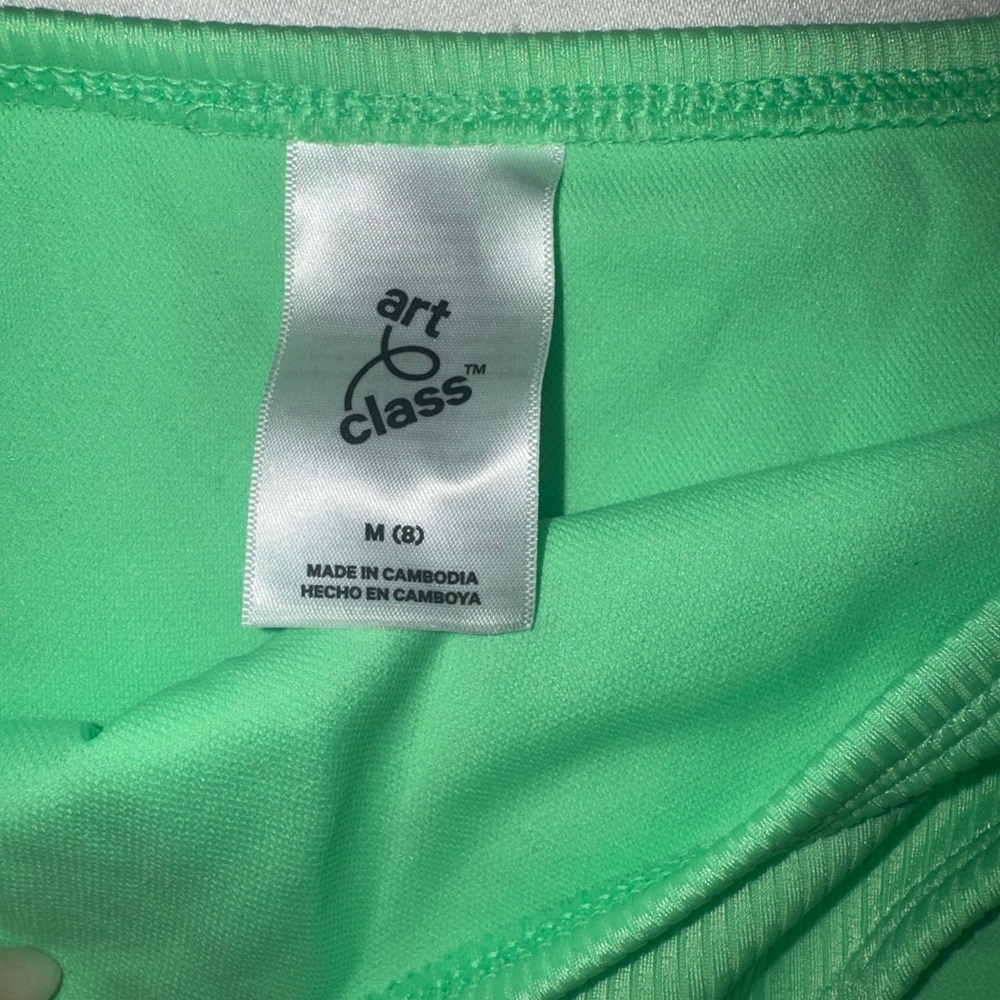 art
class™
M (8)
MADE IN CAMBODIA
HECHO EN CAMBOYA